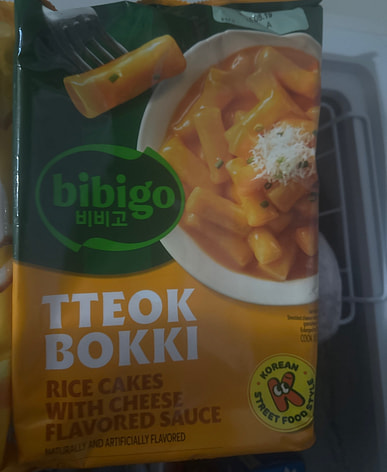 bibigo
비비고
TTEOK
BOKKI
RICE CAKES
WITH CHEESE
FLAVORED SAUCE
NATURALLY AND ARTIFICIALLY FLAVORED
KOREAN
STREET FOOD STYLE